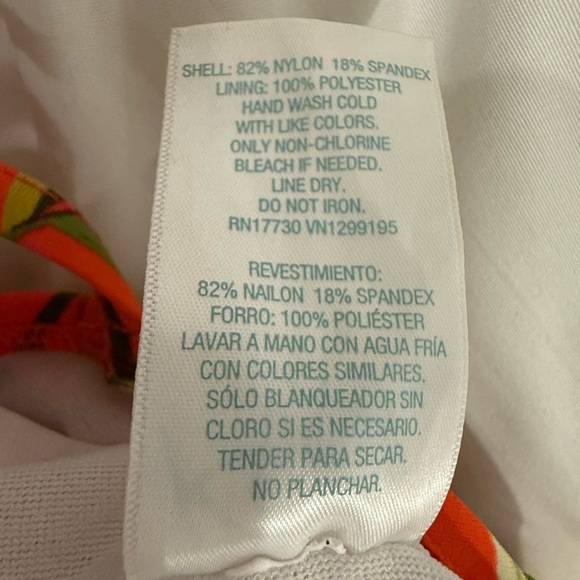 SHELL: 82% NYLON 18% SPANDEX
LINING: 100% POLYESTER
HAND WASH COLD
WITH LIKE COLORS.
ONLY NON-CHLORINE
BLEACH IF NEEDED.
LINE DRY.
DO NOT IRON.
RN17730 VN1299195
REVESTIMIENTO:
82% NAILON 18% SPANDEX
FORRO: 100% POLIÉSTER
LAVAR A MANO CON AGUA FRÍA
CON COLORES SIMILARES.
SÓLO BLANQUEADOR SIN
CLORO SI ES NECESARIO.
TENDER PARA SECAR.
NO PLANCHAR.